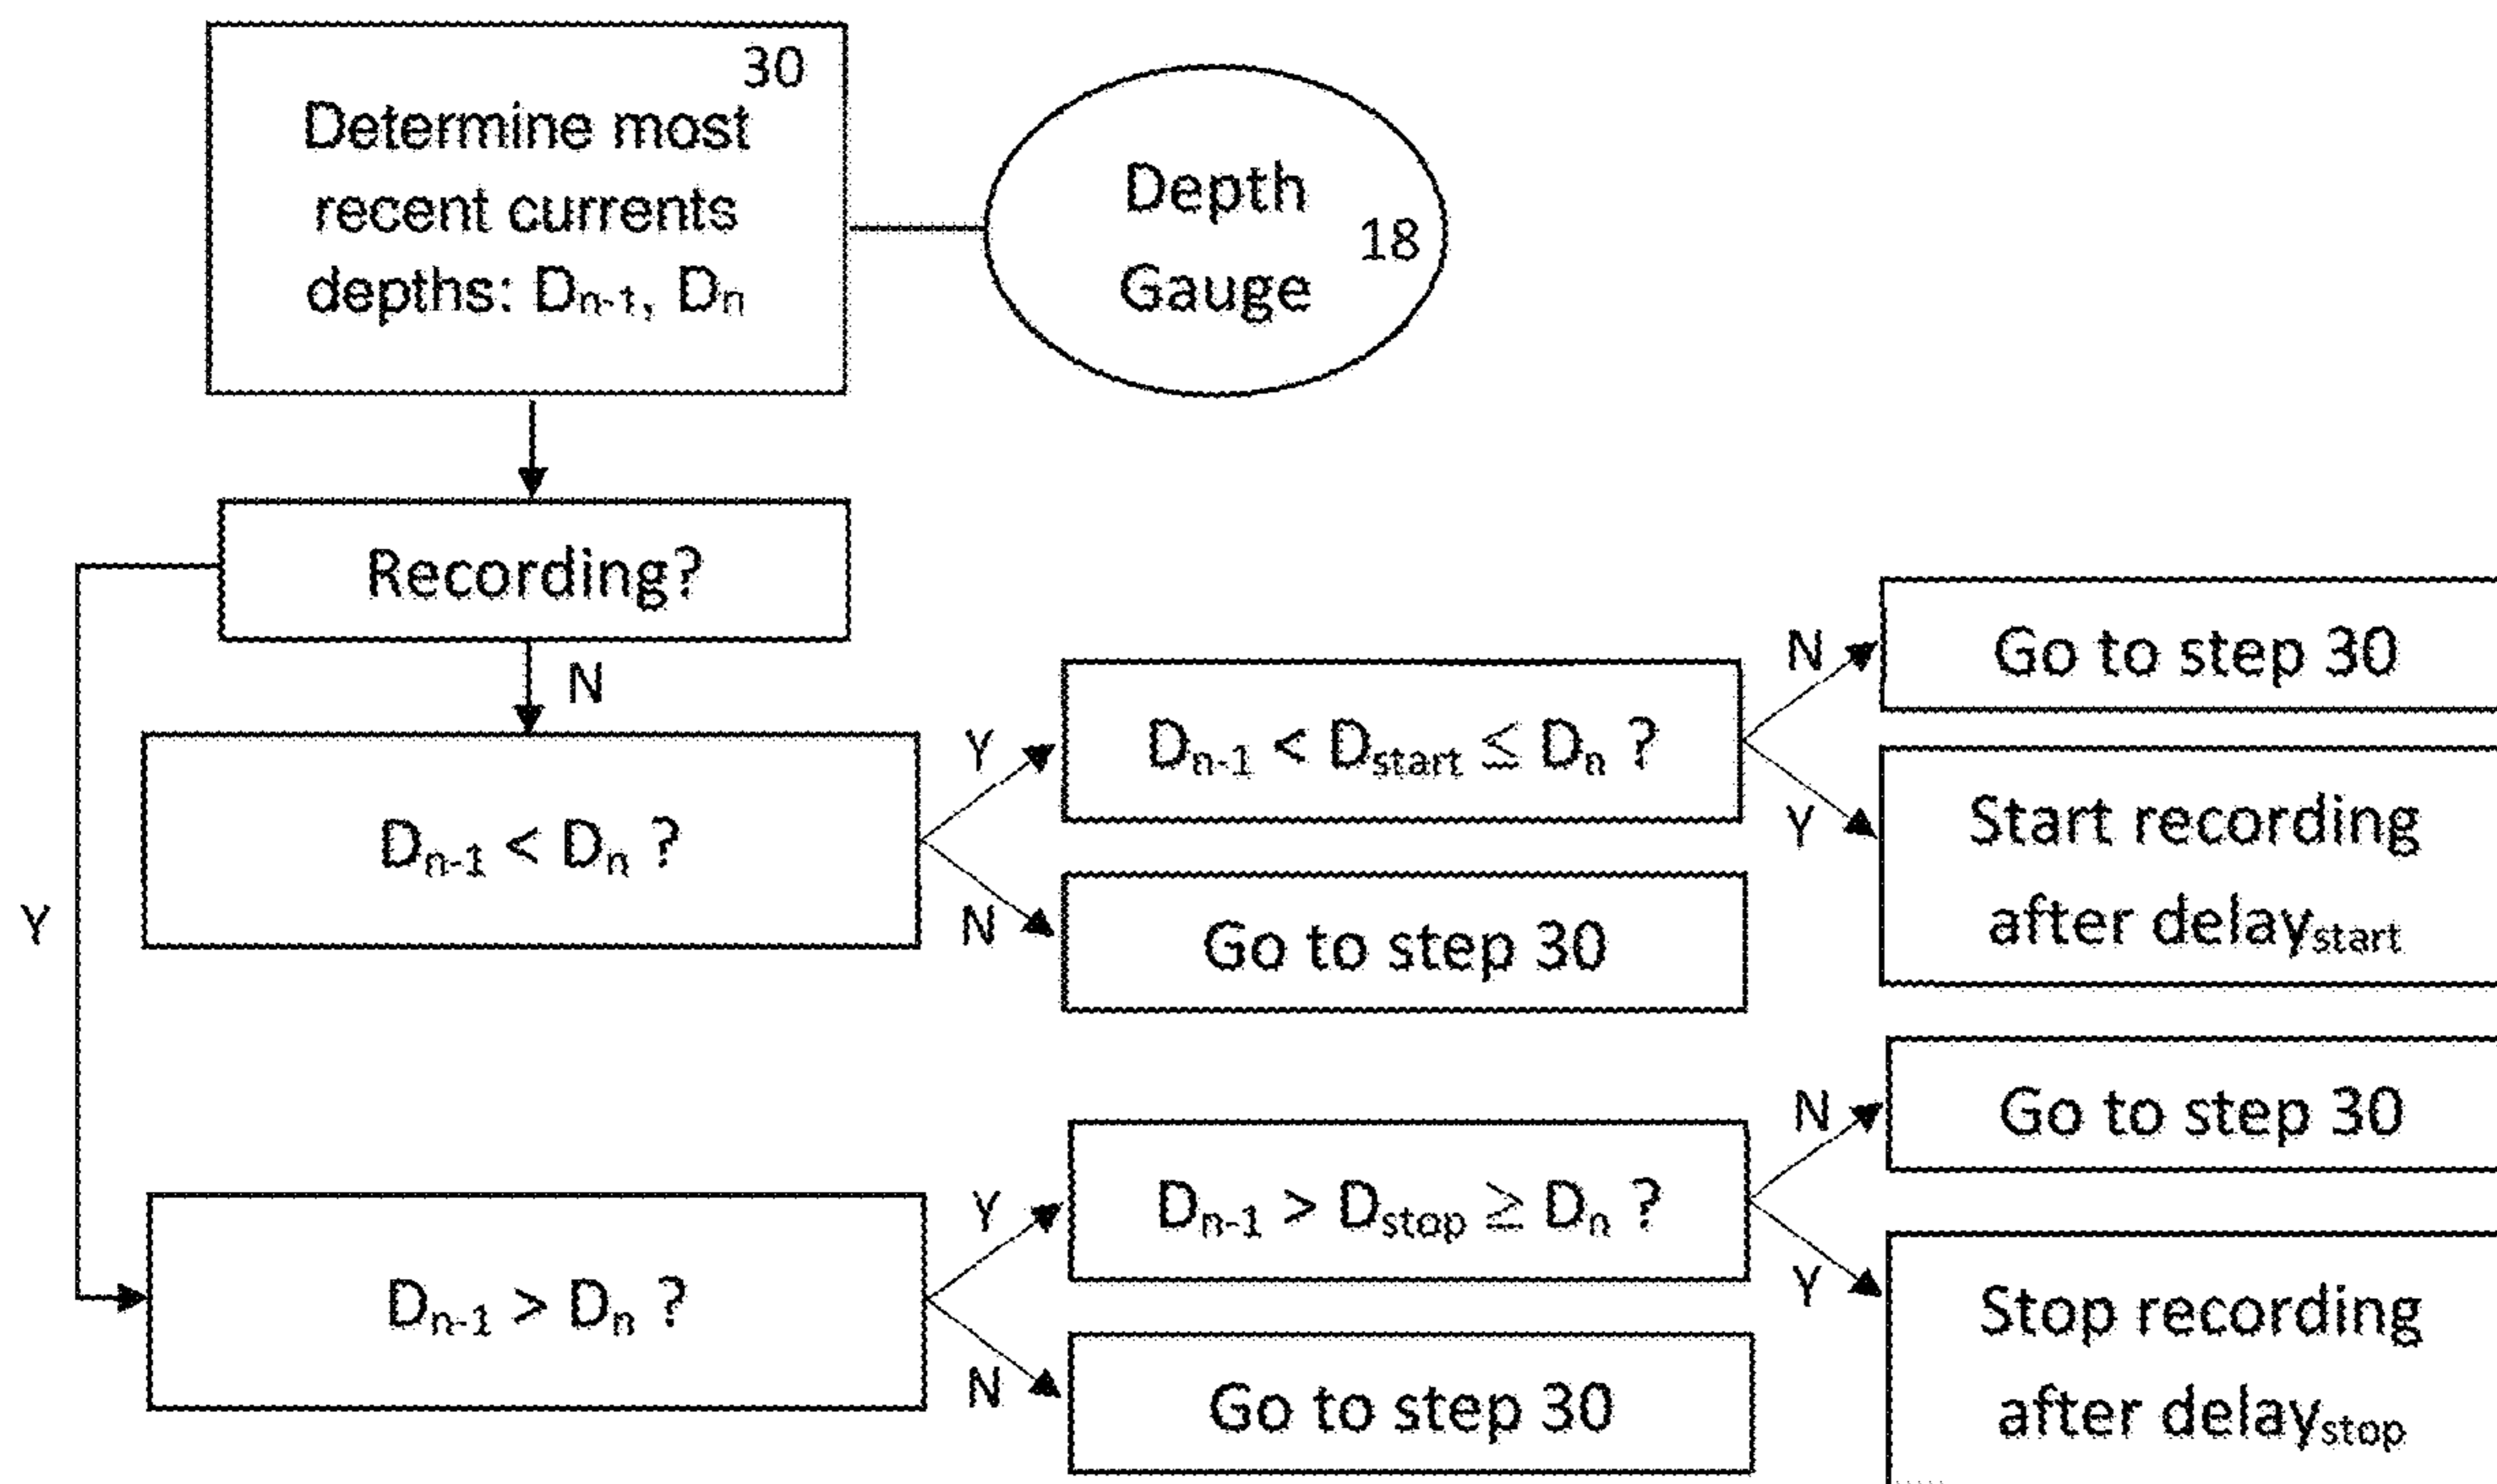 30
Determine most
recent currents
depths: Dn-1, Dn
Depth
Gauge
18
Recording?
N
Y
Dn-1 < Dn ?
Y
N
Dn-1 < Dstart ≤ Dn ?
Go to step 30
N
Y
Go to step 30
Start recording
after delaystart
Dn-1 > Dn ?
Y
N
Dn-1 > Dstop ≥ Dn ?
Go to step 30
N
Y
Go to step 30
Stop recording
after delaystop